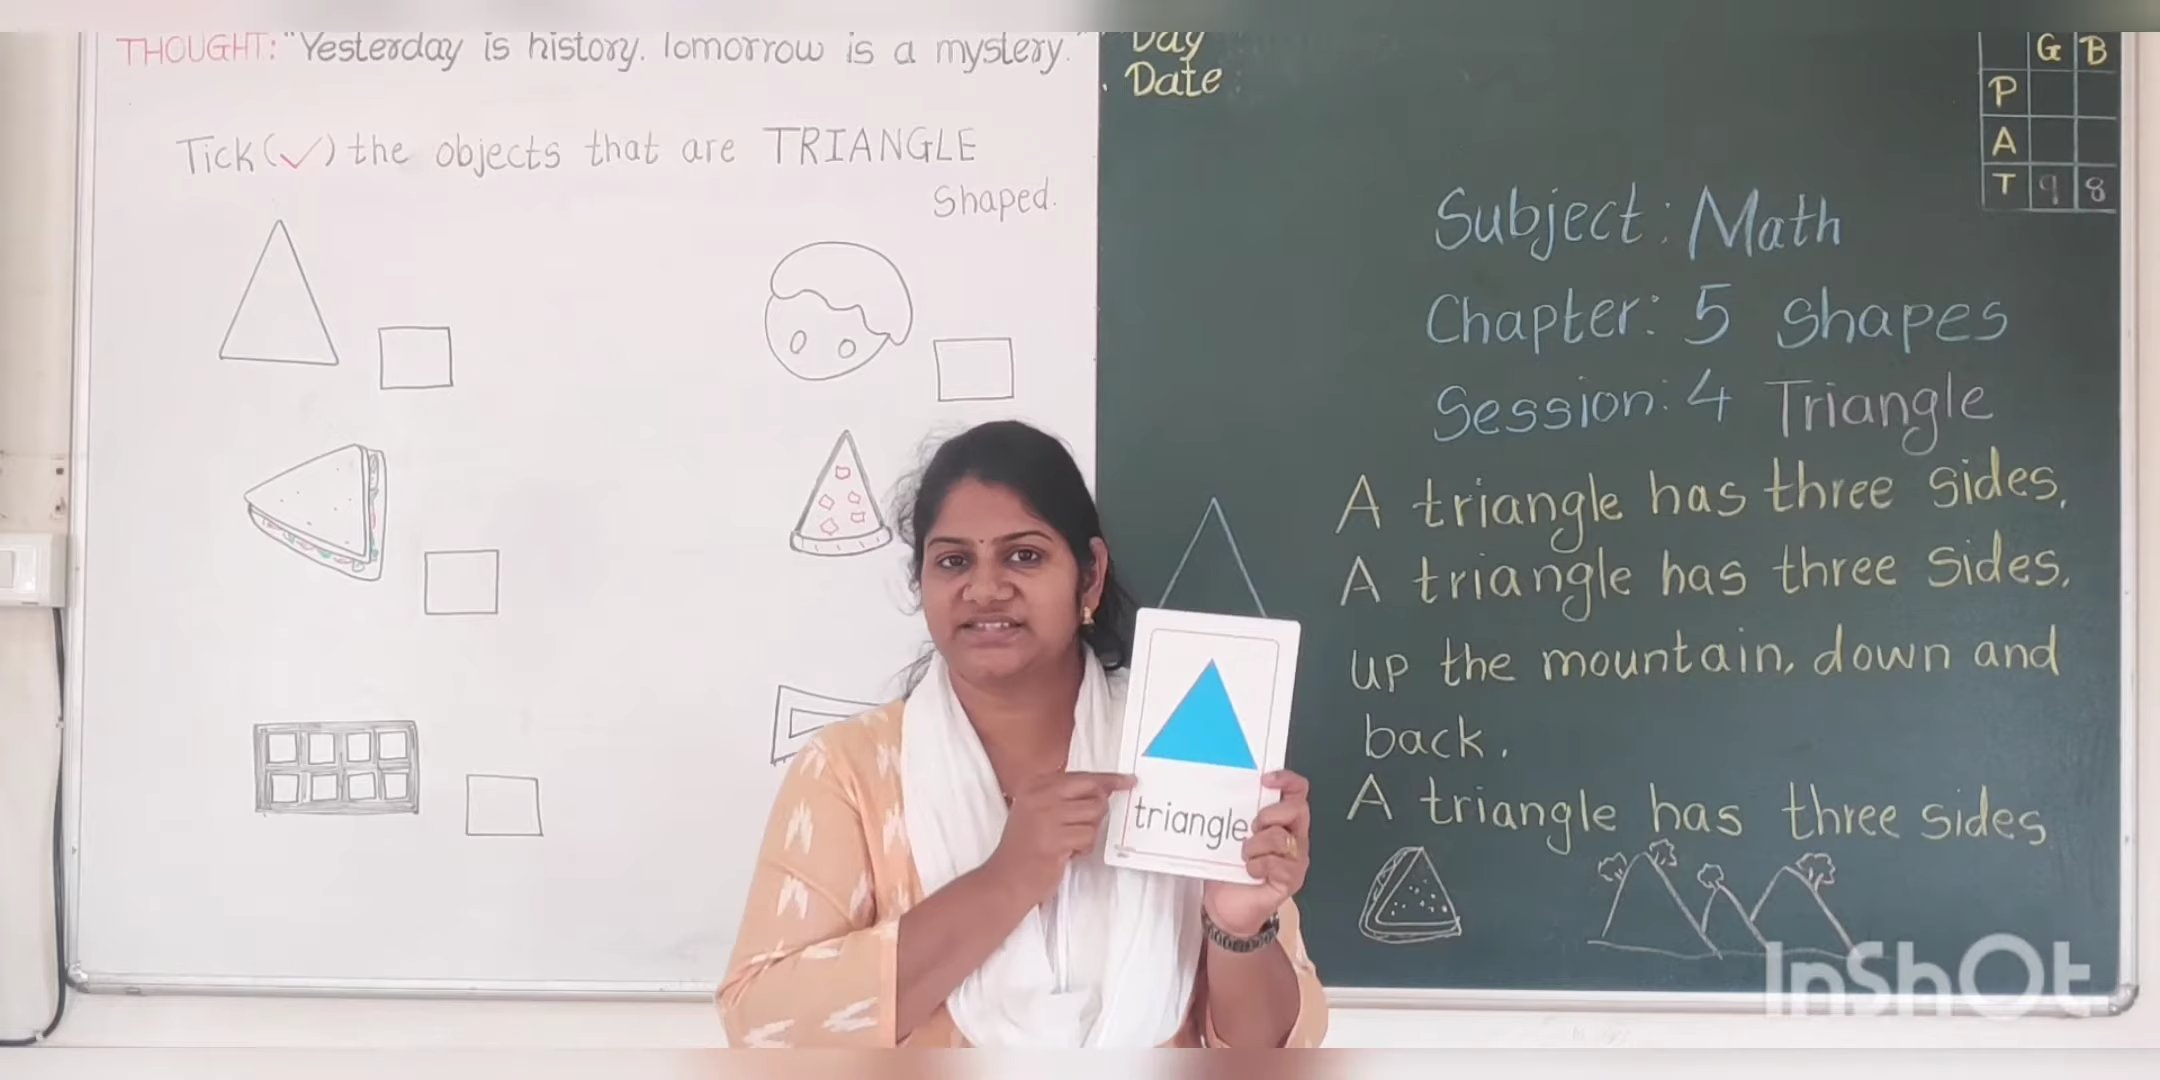 THOUGHT: "Yesterday is history. Tomorrow is a mystery."
Tick (✓) the objects that are TRIANGLE
Shaped.
Day
Date
G B
P
A
T 9 8
Subject: Math
Chapter: 5 Shapes
Session: 4 Triangle
A triangle has three sides,
A triangle has three sides,
up the mountain, down and
back.
A triangle has three sides
triangle
InShOt